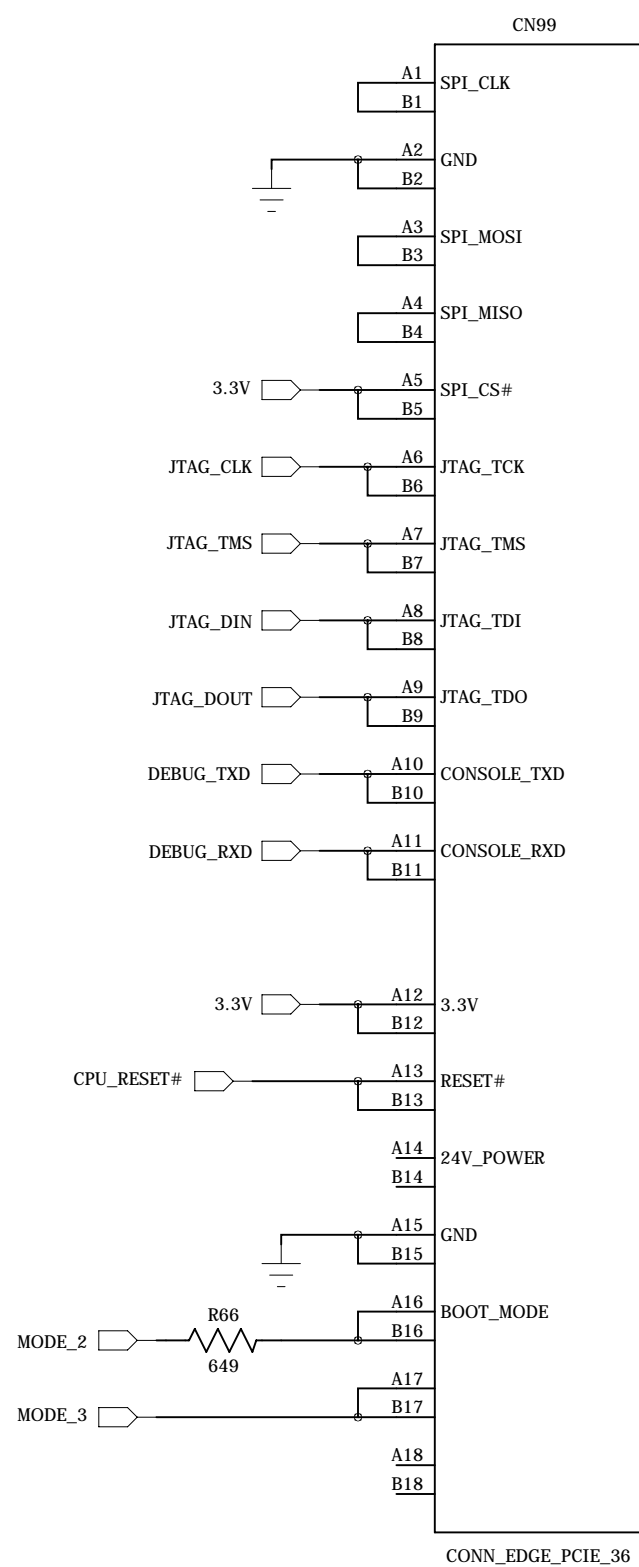 CN99
A1
SPI_CLK
B1
A2
GND
B2
A3
SPI_MOSI
B3
A4
SPI_MISO
B4
3.3V
A5
SPI_CS#
B5
JTAG_CLK
A6
JTAG_TCK
B6
JTAG_TMS
A7
JTAG_TMS
B7
JTAG_DIN
A8
JTAG_TDI
B8
JTAG_DOUT
A9
JTAG_TDO
B9
DEBUG_TXD
A10
CONSOLE_TXD
B10
DEBUG_RXD
A11
CONSOLE_RXD
B11
3.3V
A12
3.3V
B12
CPU_RESET#
A13
RESET#
B13
A14
24V_POWER
B14
A15
GND
B15
A16
BOOT_MODE
R66
B16
MODE_2
649
A17
MODE_3
B17
A18
B18
CONN_EDGE_PCIE_36